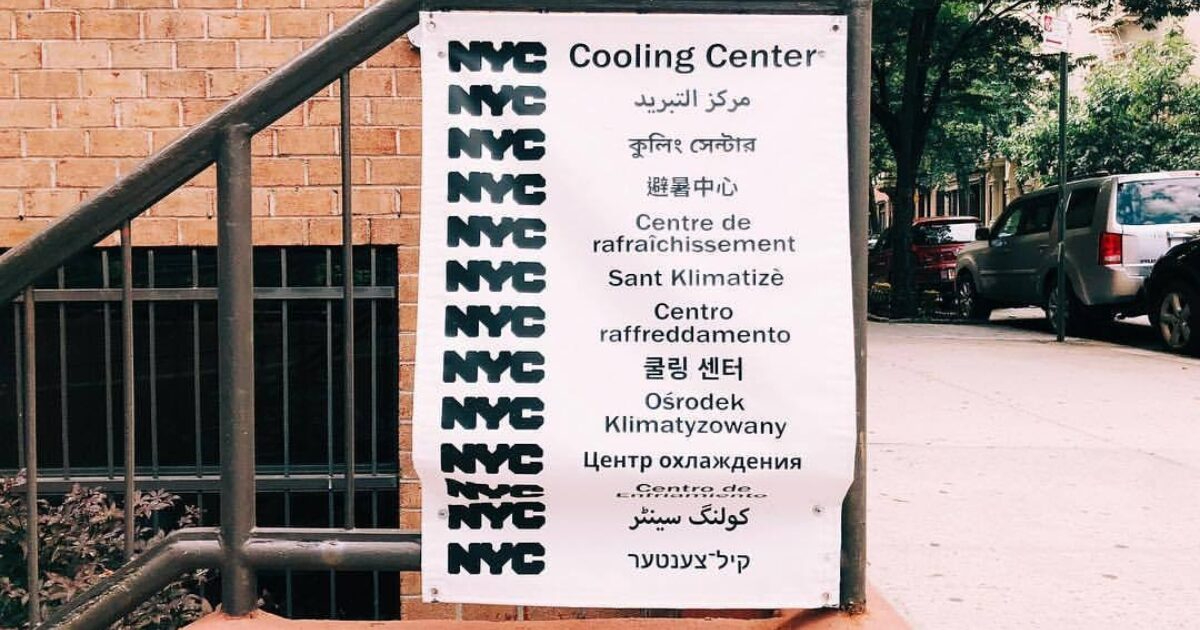 NYC Cooling Center
NYC مركز التبريد
NYC কুলিং সেন্টার
NYC 避暑中心
NYC Centre de
rafraîchissement
NYC Sant Klimatizè
NYC Centro
raffreddamento
NYC 쿨링 센터
NYC Ośrodek
Klimatyzowany
NYC Центр охлаждения
NYC Centro de
Enfriamiento
NYC کولنگ سینٹر
NYC קיל־צענטער